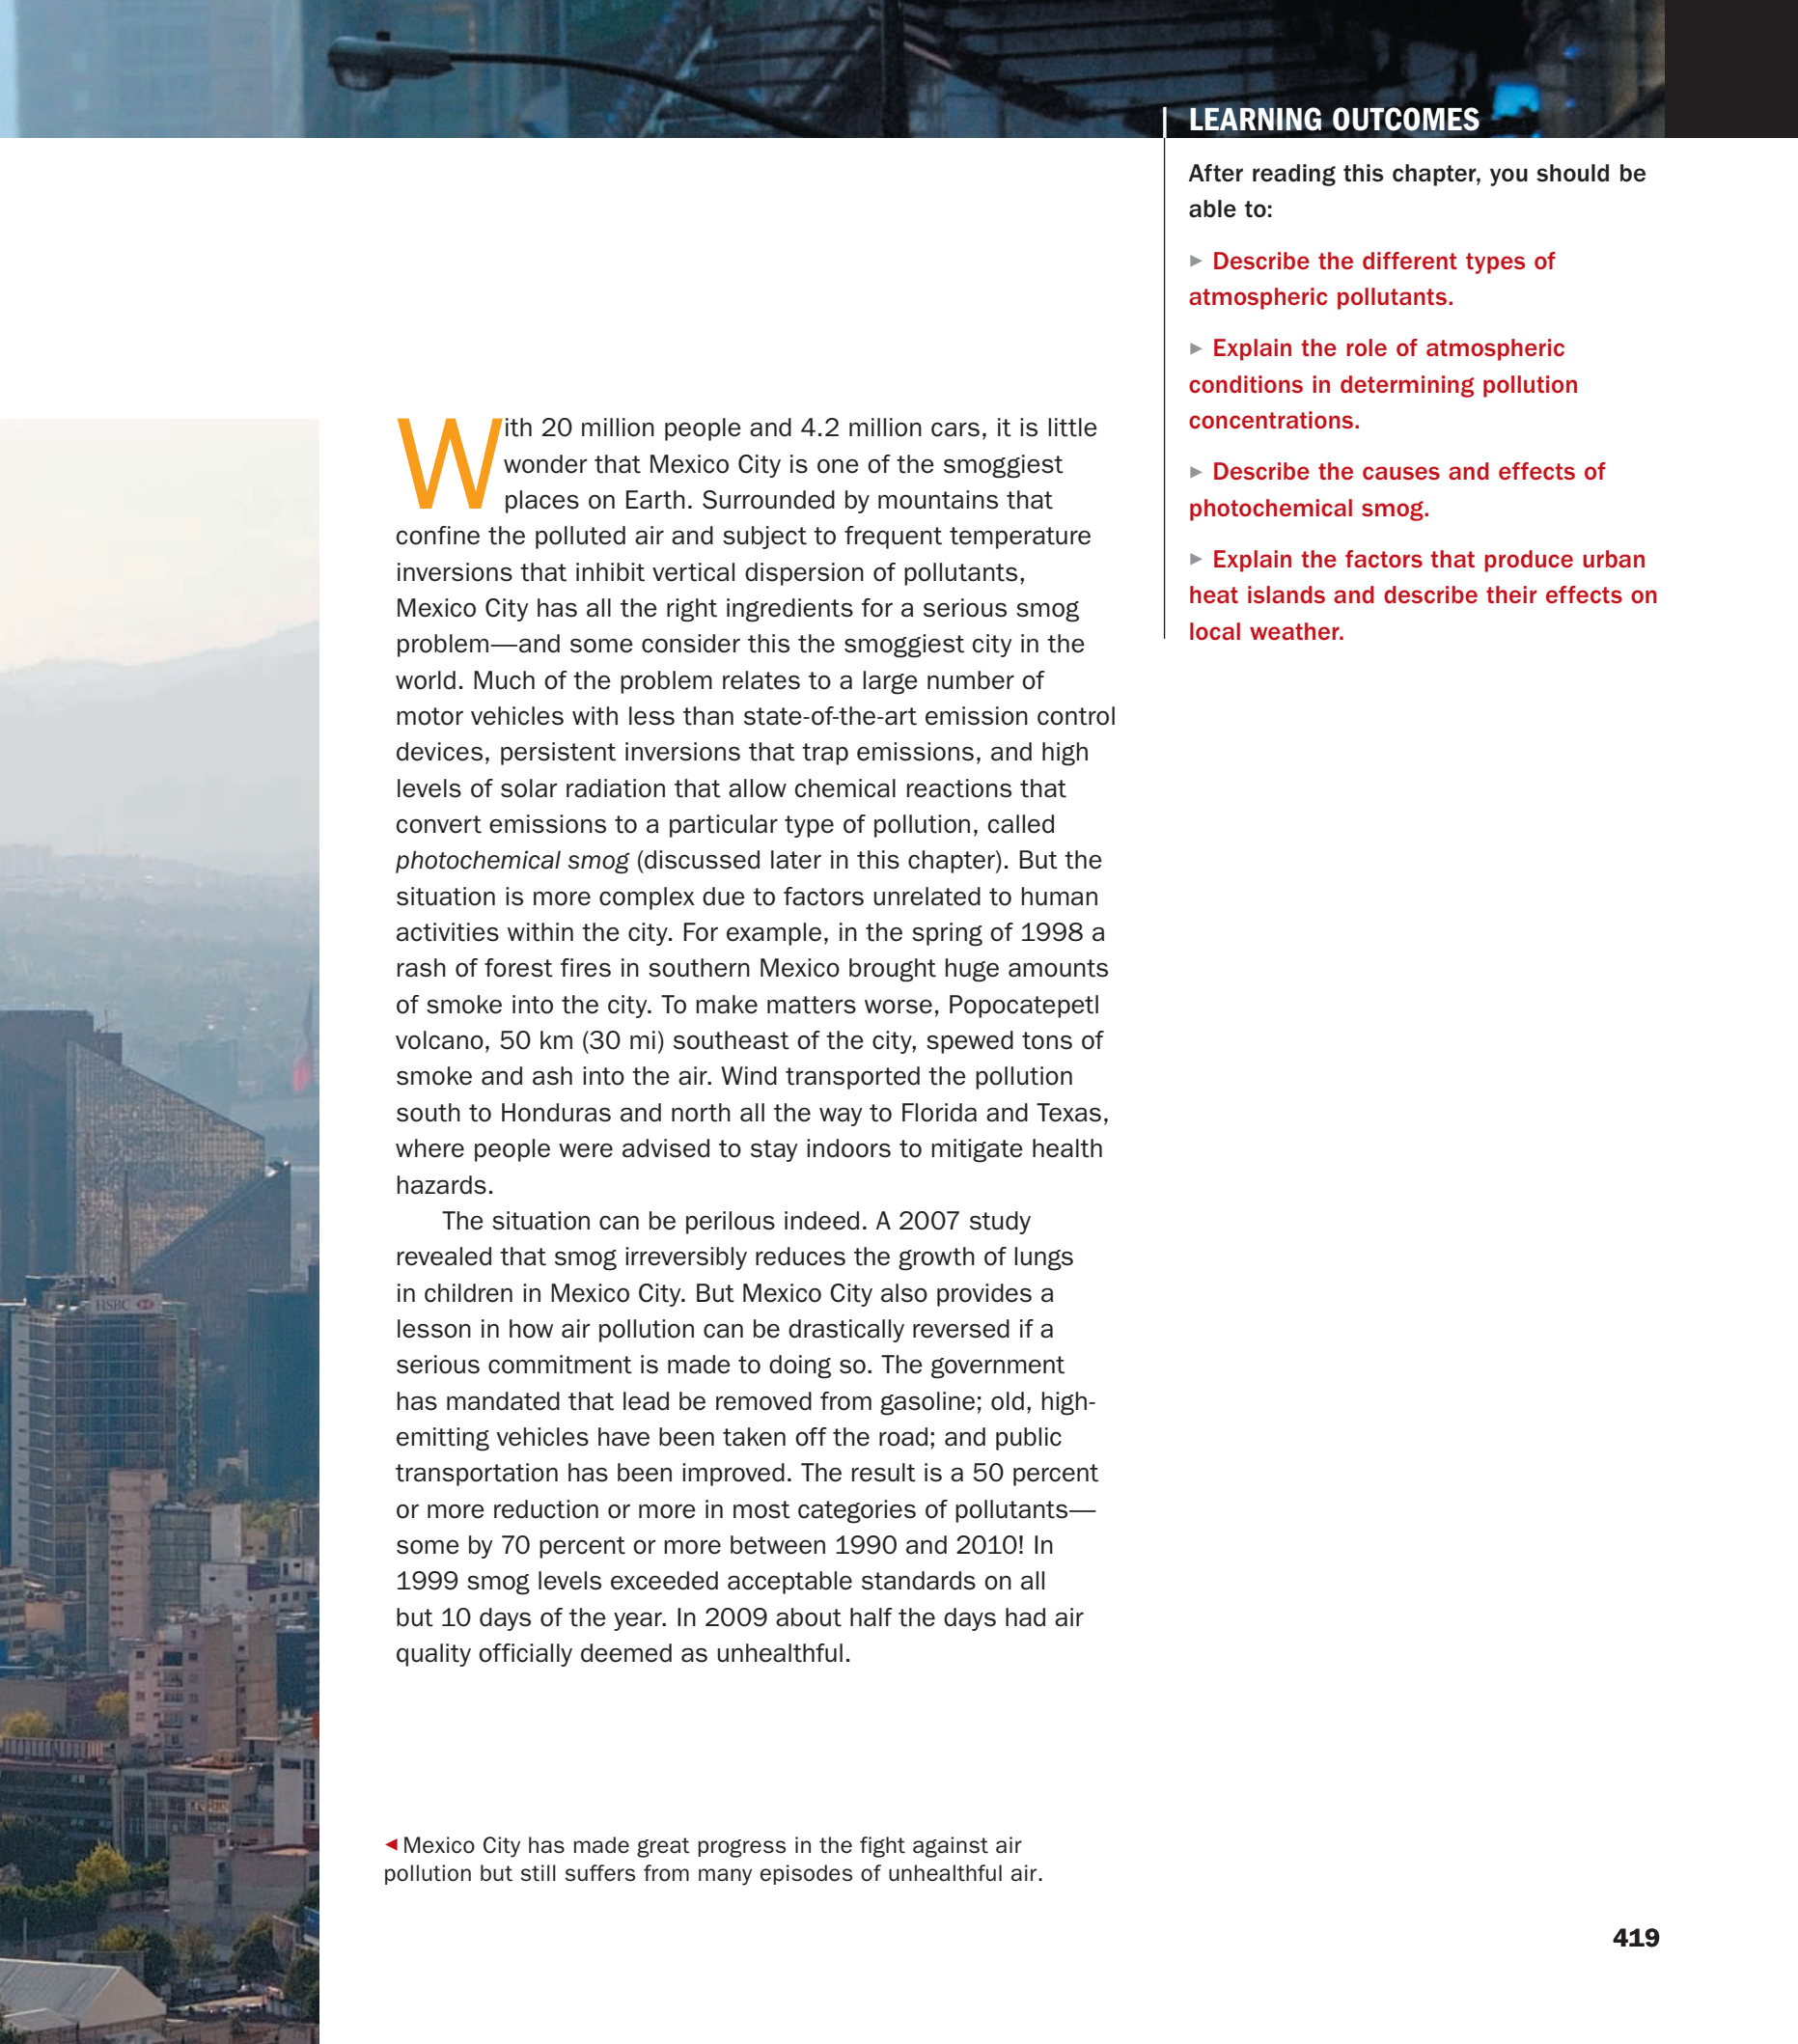 LEARNING OUTCOMES
After reading this chapter, you should be
able to:
► Describe the different types of
atmospheric pollutants.
► Explain the role of atmospheric
conditions in determining pollution
concentrations.
► Describe the causes and effects of
photochemical smog.
► Explain the factors that produce urban
heat islands and describe their effects on
local weather.
With 20 million people and 4.2 million cars, it is little
wonder that Mexico City is one of the smoggiest
places on Earth. Surrounded by mountains that
confine the polluted air and subject to frequent temperature
inversions that inhibit vertical dispersion of pollutants,
Mexico City has all the right ingredients for a serious smog
problem—and some consider this the smoggiest city in the
world. Much of the problem relates to a large number of
motor vehicles with less than state-of-the-art emission control
devices, persistent inversions that trap emissions, and high
levels of solar radiation that allow chemical reactions that
convert emissions to a particular type of pollution, called
photochemical smog (discussed later in this chapter). But the
situation is more complex due to factors unrelated to human
activities within the city. For example, in the spring of 1998 a
rash of forest fires in southern Mexico brought huge amounts
of smoke into the city. To make matters worse, Popocatepetl
volcano, 50 km (30 mi) southeast of the city, spewed tons of
smoke and ash into the air. Wind transported the pollution
south to Honduras and north all the way to Florida and Texas,
where people were advised to stay indoors to mitigate health
hazards.
The situation can be perilous indeed. A 2007 study
revealed that smog irreversibly reduces the growth of lungs
in children in Mexico City. But Mexico City also provides a
lesson in how air pollution can be drastically reversed if a
serious commitment is made to doing so. The government
has mandated that lead be removed from gasoline; old, high-
emitting vehicles have been taken off the road; and public
transportation has been improved. The result is a 50 percent
or more reduction or more in most categories of pollutants—
some by 70 percent or more between 1990 and 2010! In
1999 smog levels exceeded acceptable standards on all
but 10 days of the year. In 2009 about half the days had air
quality officially deemed as unhealthful.
HSBC
◄ Mexico City has made great progress in the fight against air
pollution but still suffers from many episodes of unhealthful air.
419